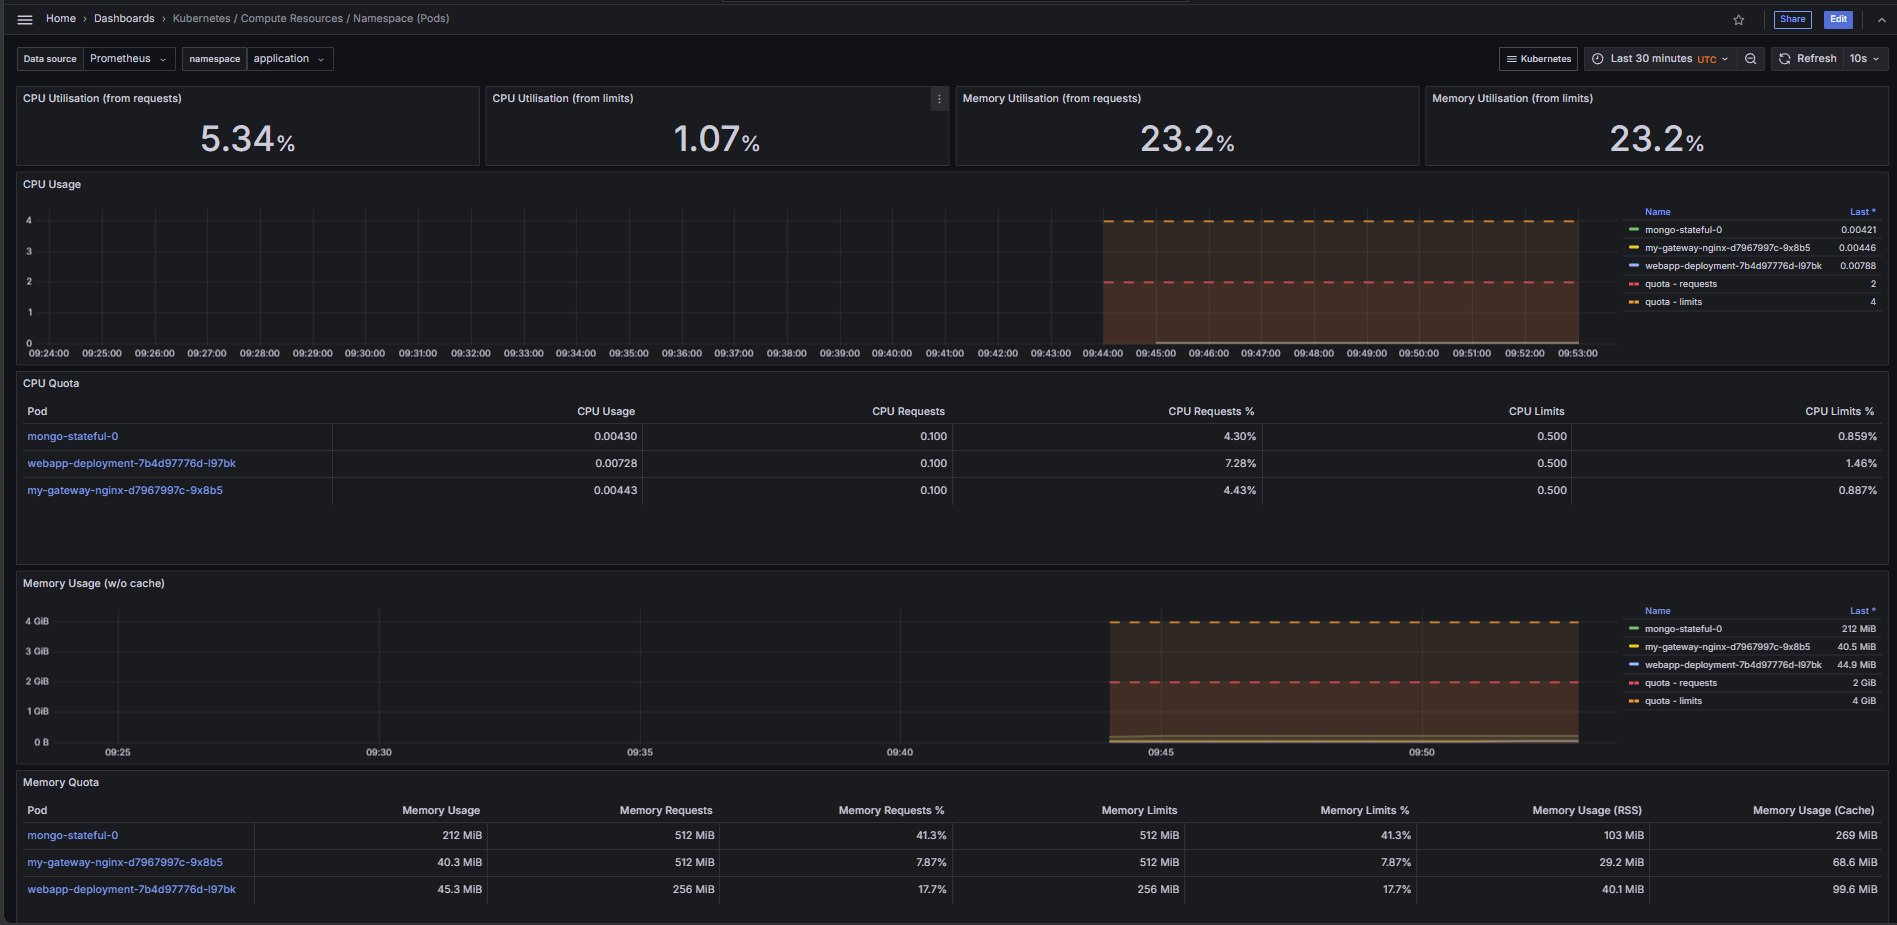 Home › Dashboards › Kubernetes / Compute Resources / Namespace (Pods)
Share
Edit
Data source Prometheus namespace application
Kubernetes Last 30 minutes UTC Refresh 10s
CPU Utilisation (from requests)
5.34%
CPU Utilisation (from limits)
1.07%
Memory Utilisation (from requests)
23.2%
Memory Utilisation (from limits)
23.2%
CPU Usage
4
3
2
1
0
09:24:00 09:25:00 09:26:00 09:27:00 09:28:00 09:29:00 09:30:00 09:31:00 09:32:00 09:33:00 09:34:00 09:35:00 09:36:00 09:37:00 09:38:00 09:39:00 09:40:00 09:41:00 09:42:00 09:43:00 09:44:00 09:45:00 09:46:00 09:47:00 09:48:00 09:49:00 09:50:00 09:51:00 09:52:00 09:53:00
Name Last *
mongo-stateful-0 0.00421
my-gateway-nginx-d7967997c-9x8b5 0.00446
webapp-deployment-7b4d97776d-l97bk 0.00788
quota - requests 2
quota - limits 4
CPU Quota
Pod CPU Usage CPU Requests CPU Requests % CPU Limits CPU Limits %
mongo-stateful-0 0.00430 0.100 4.30% 0.500 0.859%
webapp-deployment-7b4d97776d-l97bk 0.00728 0.100 7.28% 0.500 1.46%
my-gateway-nginx-d7967997c-9x8b5 0.00443 0.100 4.43% 0.500 0.887%
Memory Usage (w/o cache)
4 GiB
3 GiB
2 GiB
1 GiB
0 B
09:25 09:30 09:35 09:40 09:45 09:50
Name Last *
mongo-stateful-0 212 MiB
my-gateway-nginx-d7967997c-9x8b5 40.5 MiB
webapp-deployment-7b4d97776d-l97bk 44.9 MiB
quota - requests 2 GiB
quota - limits 4 GiB
Memory Quota
Pod Memory Usage Memory Requests Memory Requests % Memory Limits Memory Limits % Memory Usage (RSS) Memory Usage (Cache)
mongo-stateful-0 212 MiB 512 MiB 41.3% 512 MiB 41.3% 103 MiB 269 MiB
my-gateway-nginx-d7967997c-9x8b5 40.3 MiB 512 MiB 7.87% 512 MiB 7.87% 29.2 MiB 68.6 MiB
webapp-deployment-7b4d97776d-l97bk 45.3 MiB 256 MiB 17.7% 256 MiB 17.7% 40.1 MiB 99.6 MiB